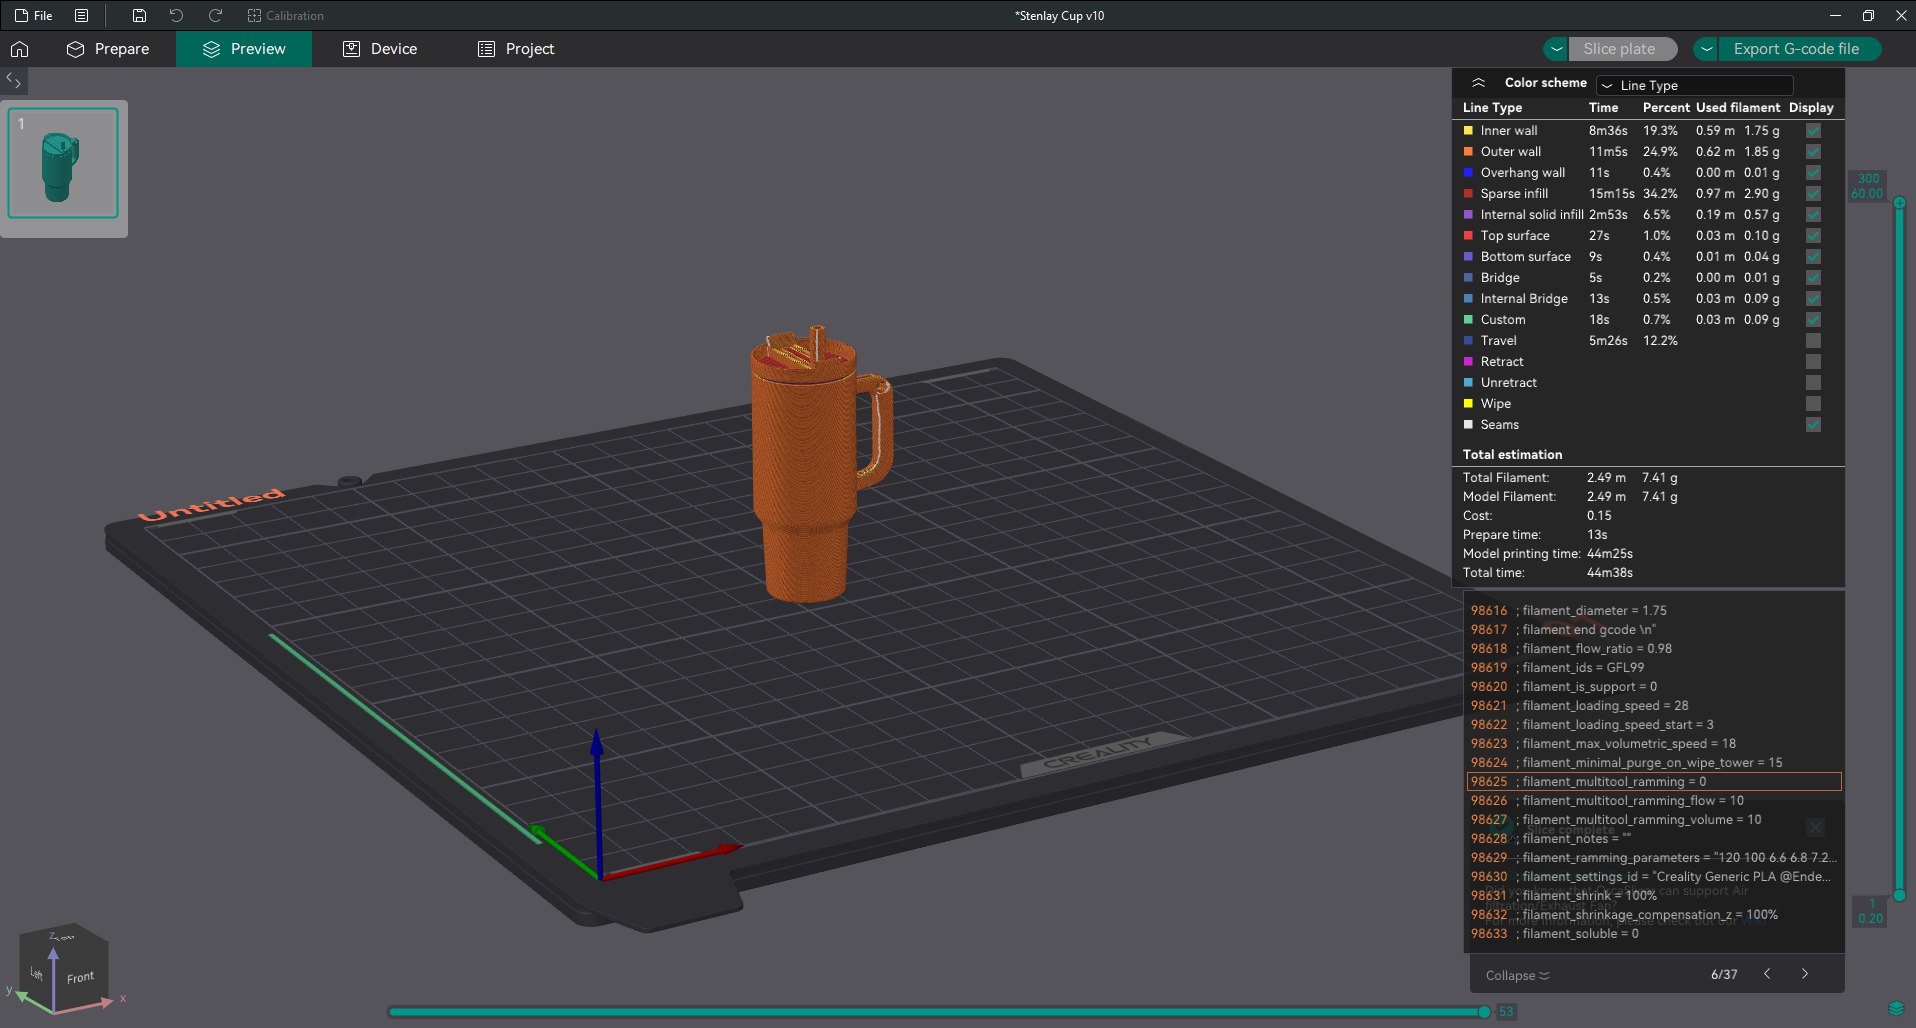 File
Calibration
*Stenlay Cup v10
Prepare
Preview
Device
Project
Slice plate
Export G-code file
1
Color scheme
Line Type
Line Type Time Percent Used filament Display
Inner wall 8m36s 19.3% 0.59 m 1.75 g
Outer wall 11m5s 24.9% 0.62 m 1.85 g
Overhang wall 11s 0.4% 0.00 m 0.01 g
Sparse infill 15m15s 34.2% 0.97 m 2.90 g
Internal solid infill 2m53s 6.5% 0.19 m 0.57 g
Top surface 27s 1.0% 0.03 m 0.10 g
Bottom surface 9s 0.4% 0.01 m 0.04 g
Bridge 5s 0.2% 0.00 m 0.01 g
Internal Bridge 13s 0.5% 0.03 m 0.09 g
Custom 18s 0.7% 0.03 m 0.09 g
Travel 5m26s 12.2%
Retract
Unretract
Wipe
Seams
Total estimation
Total Filament: 2.49 m 7.41 g
Model Filament: 2.49 m 7.41 g
Cost: 0.15
Prepare time: 13s
Model printing time: 44m25s
Total time: 44m38s
300
60.00
Untitled
CREALITY
98616 ; filament_diameter = 1.75
98617 ; filament end gcode \n"
98618 ; filament_flow_ratio = 0.98
98619 ; filament_ids = GFL99
98620 ; filament_is_support = 0
98621 ; filament_loading_speed = 28
98622 ; filament_loading_speed_start = 3
98623 ; filament_max_volumetric_speed = 18
98624 ; filament_minimal_purge_on_wipe_tower = 15
98625 ; filament_multitool_ramming = 0
98626 ; filament_multitool_ramming_flow = 10
98627 ; filament_multitool_ramming_volume = 10
Slice complete
98628 ; filament_notes = ""
98629 ; filament_ramming_parameters = "120 100 6.6 6.8 7.2...
98630 ; filament_settings_id = "Creality Generic PLA @Ende...
98631 ; filament_shrink = 100%
98632 ; filament_shrinkage_compensation_z = 100%
98633 ; filament_soluble = 0
can support Air
filtration/Exhaust Fan?
1
0.20
Collapse
6/37
Top
Left
Front
z
y
x
53